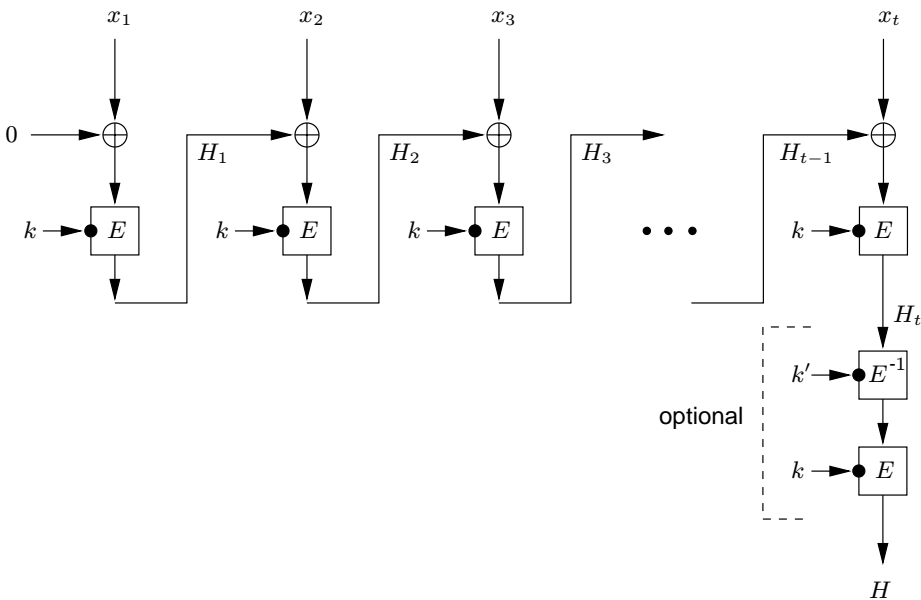 x₁ x₂ x₃ xₜ
0 H₁ H₂ H₃ Hₜ₋₁
k E k E k E • • • k E
Hₜ
k′ E⁻¹
optional
k E
H